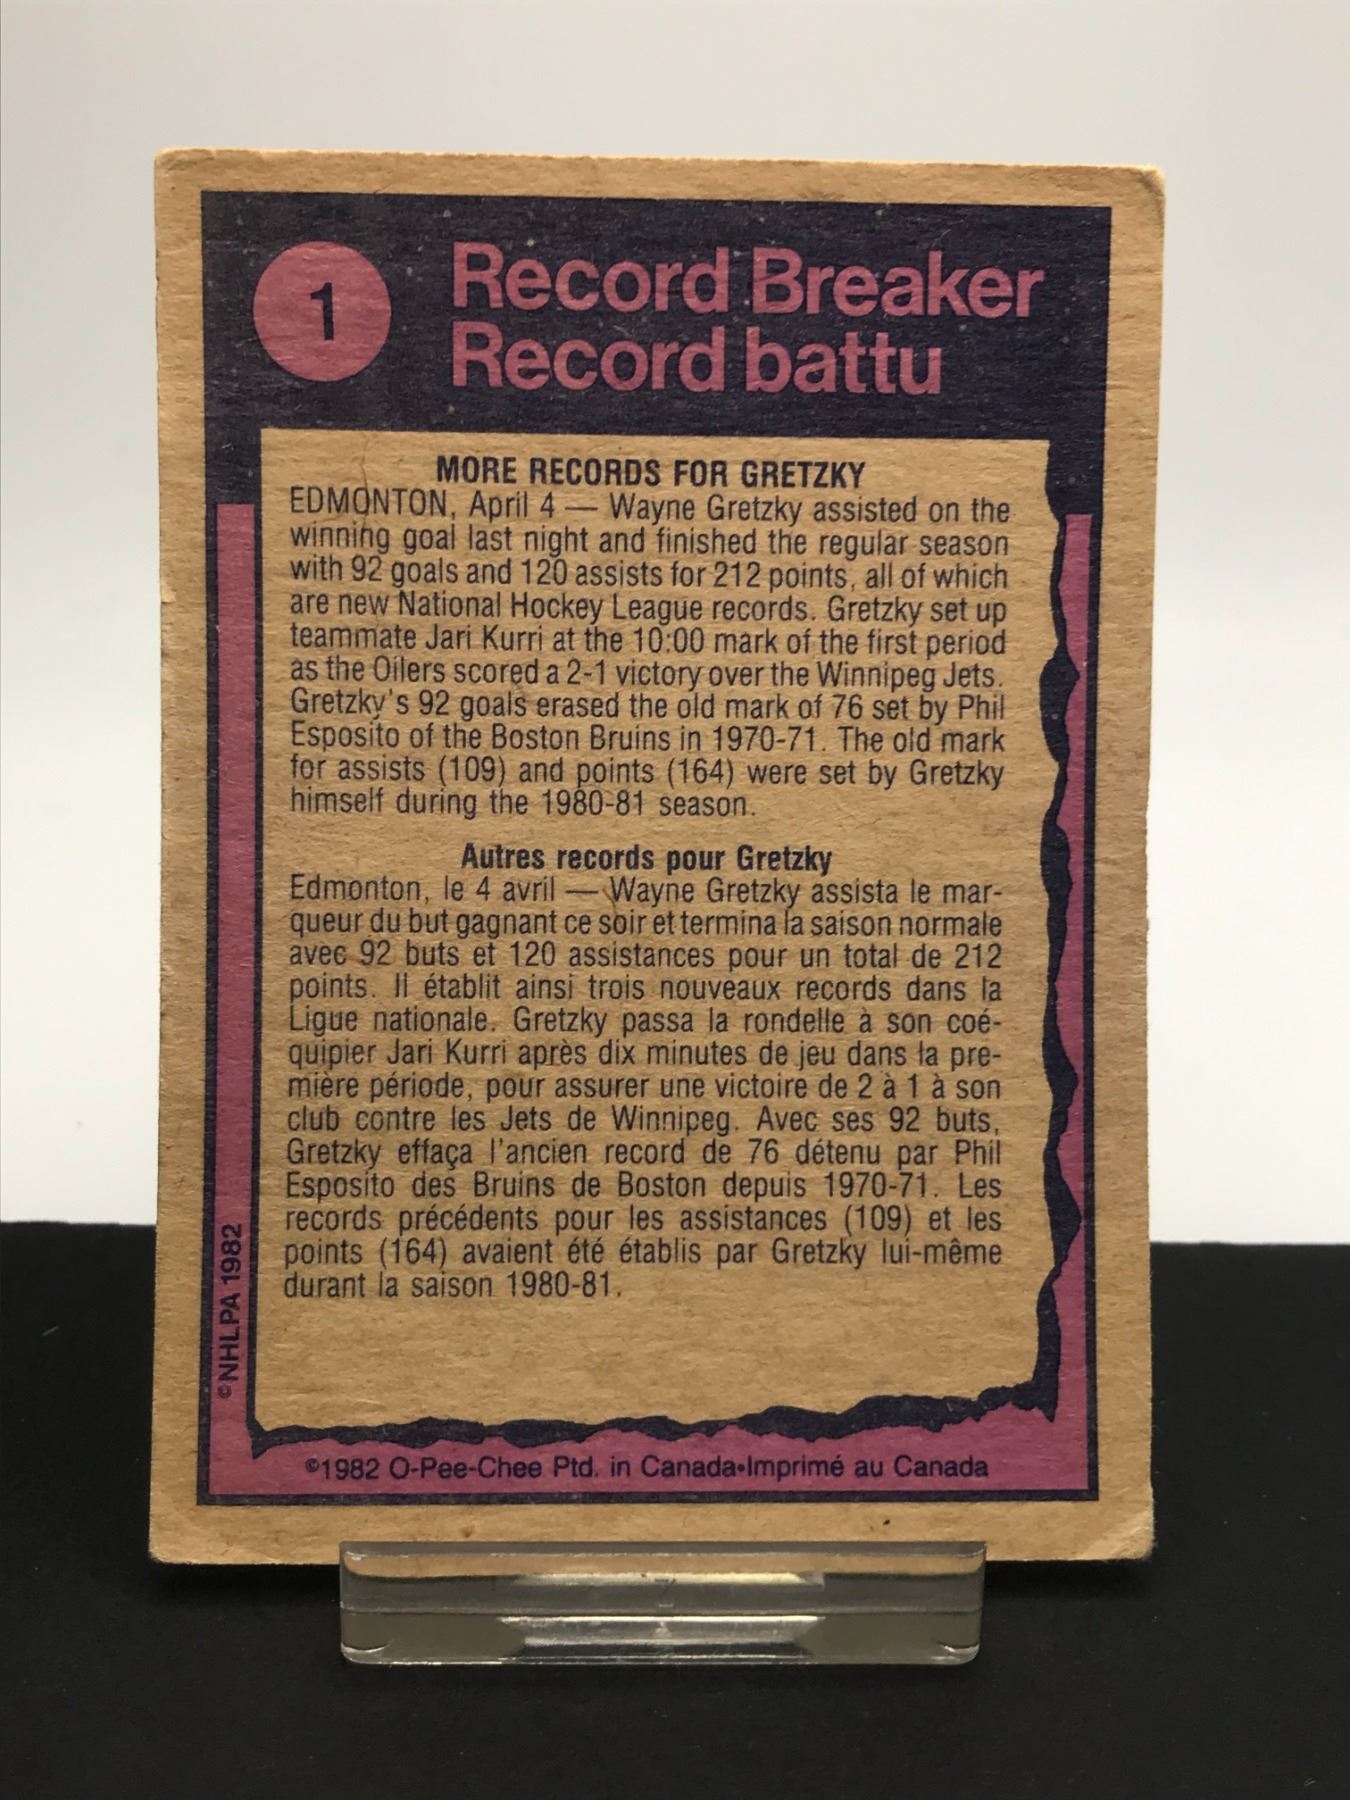 1
Record Breaker
Record battu
MORE RECORDS FOR GRETZKY
EDMONTON, April 4 — Wayne Gretzky assisted on the
winning goal last night and finished the regular season
with 92 goals and 120 assists for 212 points, all of which
are new National Hockey League records. Gretzky set up
teammate Jari Kurri at the 10:00 mark of the first period
as the Oilers scored a 2-1 victory over the Winnipeg Jets.
Gretzky's 92 goals erased the old mark of 76 set by Phil
Esposito of the Boston Bruins in 1970-71. The old mark
for assists (109) and points (164) were set by Gretzky
himself during the 1980-81 season.
Autres records pour Gretzky
Edmonton, le 4 avril — Wayne Gretzky assista le mar-
queur du but gagnant ce soir et termina la saison normale
avec 92 buts et 120 assistances pour un total de 212
points. Il établit ainsi trois nouveaux records dans la
Ligue nationale. Gretzky passa la rondelle à son coé-
quipier Jari Kurri après dix minutes de jeu dans la pre-
mière période, pour assurer une victoire de 2 à 1 à son
club contre les Jets de Winnipeg. Avec ses 92 buts,
Gretzky effaça l'ancien record de 76 détenu par Phil
Esposito des Bruins de Boston depuis 1970-71. Les
records précédents pour les assistances (109) et les
points (164) avaient été établis par Gretzky lui-même
durant la saison 1980-81.
©NHLPA 1982
©1982 O-Pee-Chee Ptd. in Canada•Imprimé au Canada